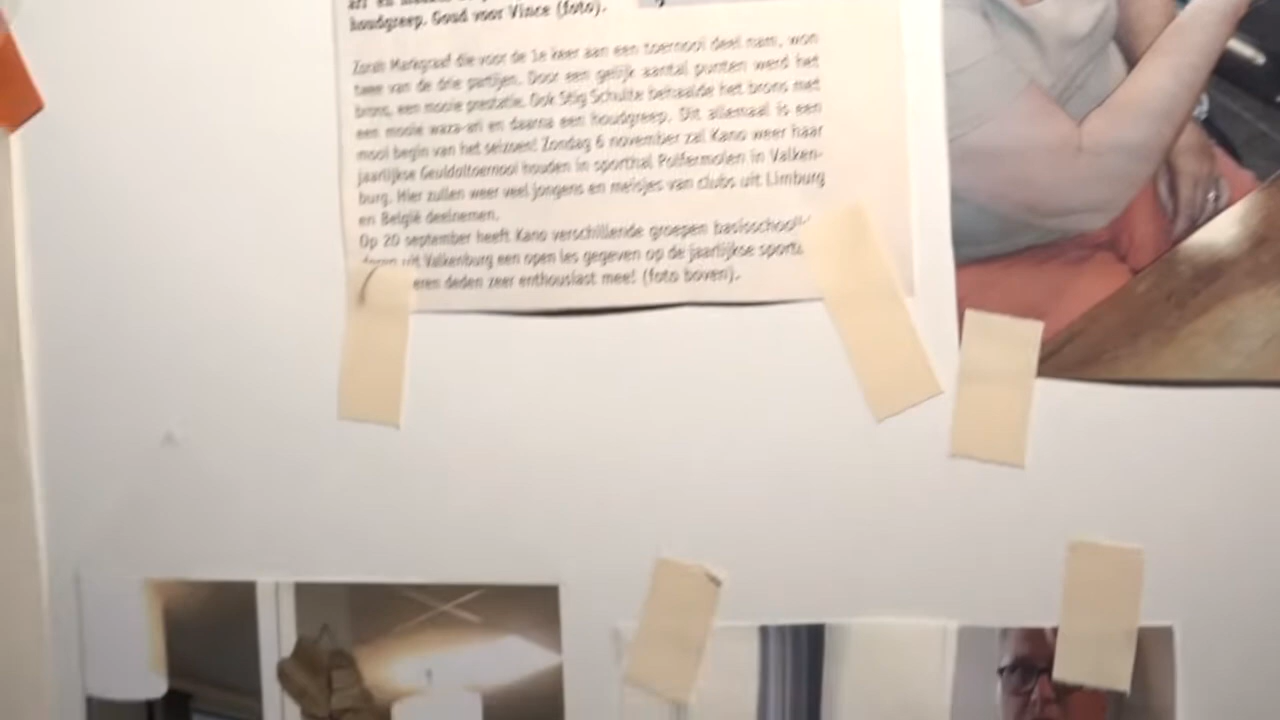 houdgreep. Goud voor Vince (foto).
Zorah Markgraaf die voor de 1e keer aan een toernooi deel nam, won
twee van de drie partijen. Door een gelijk aantal punten werd het
brons, een mooie prestatie. Ook Stig Schulte behaalde het brons met
een mooie waza-ari en daarna een houdgreep. Dit allemaal is een
mooi begin van het seizoen! Zondag 6 november zal Kano weer haar
jaarlijkse Geuldaltoernooi houden in sporthal Polfermolen in Valken-
burg. Hier zullen weer veel jongens en meisjes van clubs uit Limburg
en België deelnemen.
Op 20 september heeft Kano verschillende groepen basisschool-
uit Valkenburg een open les gegeven op de jaarlijkse
deden zeer enthousiast mee! (foto boven).